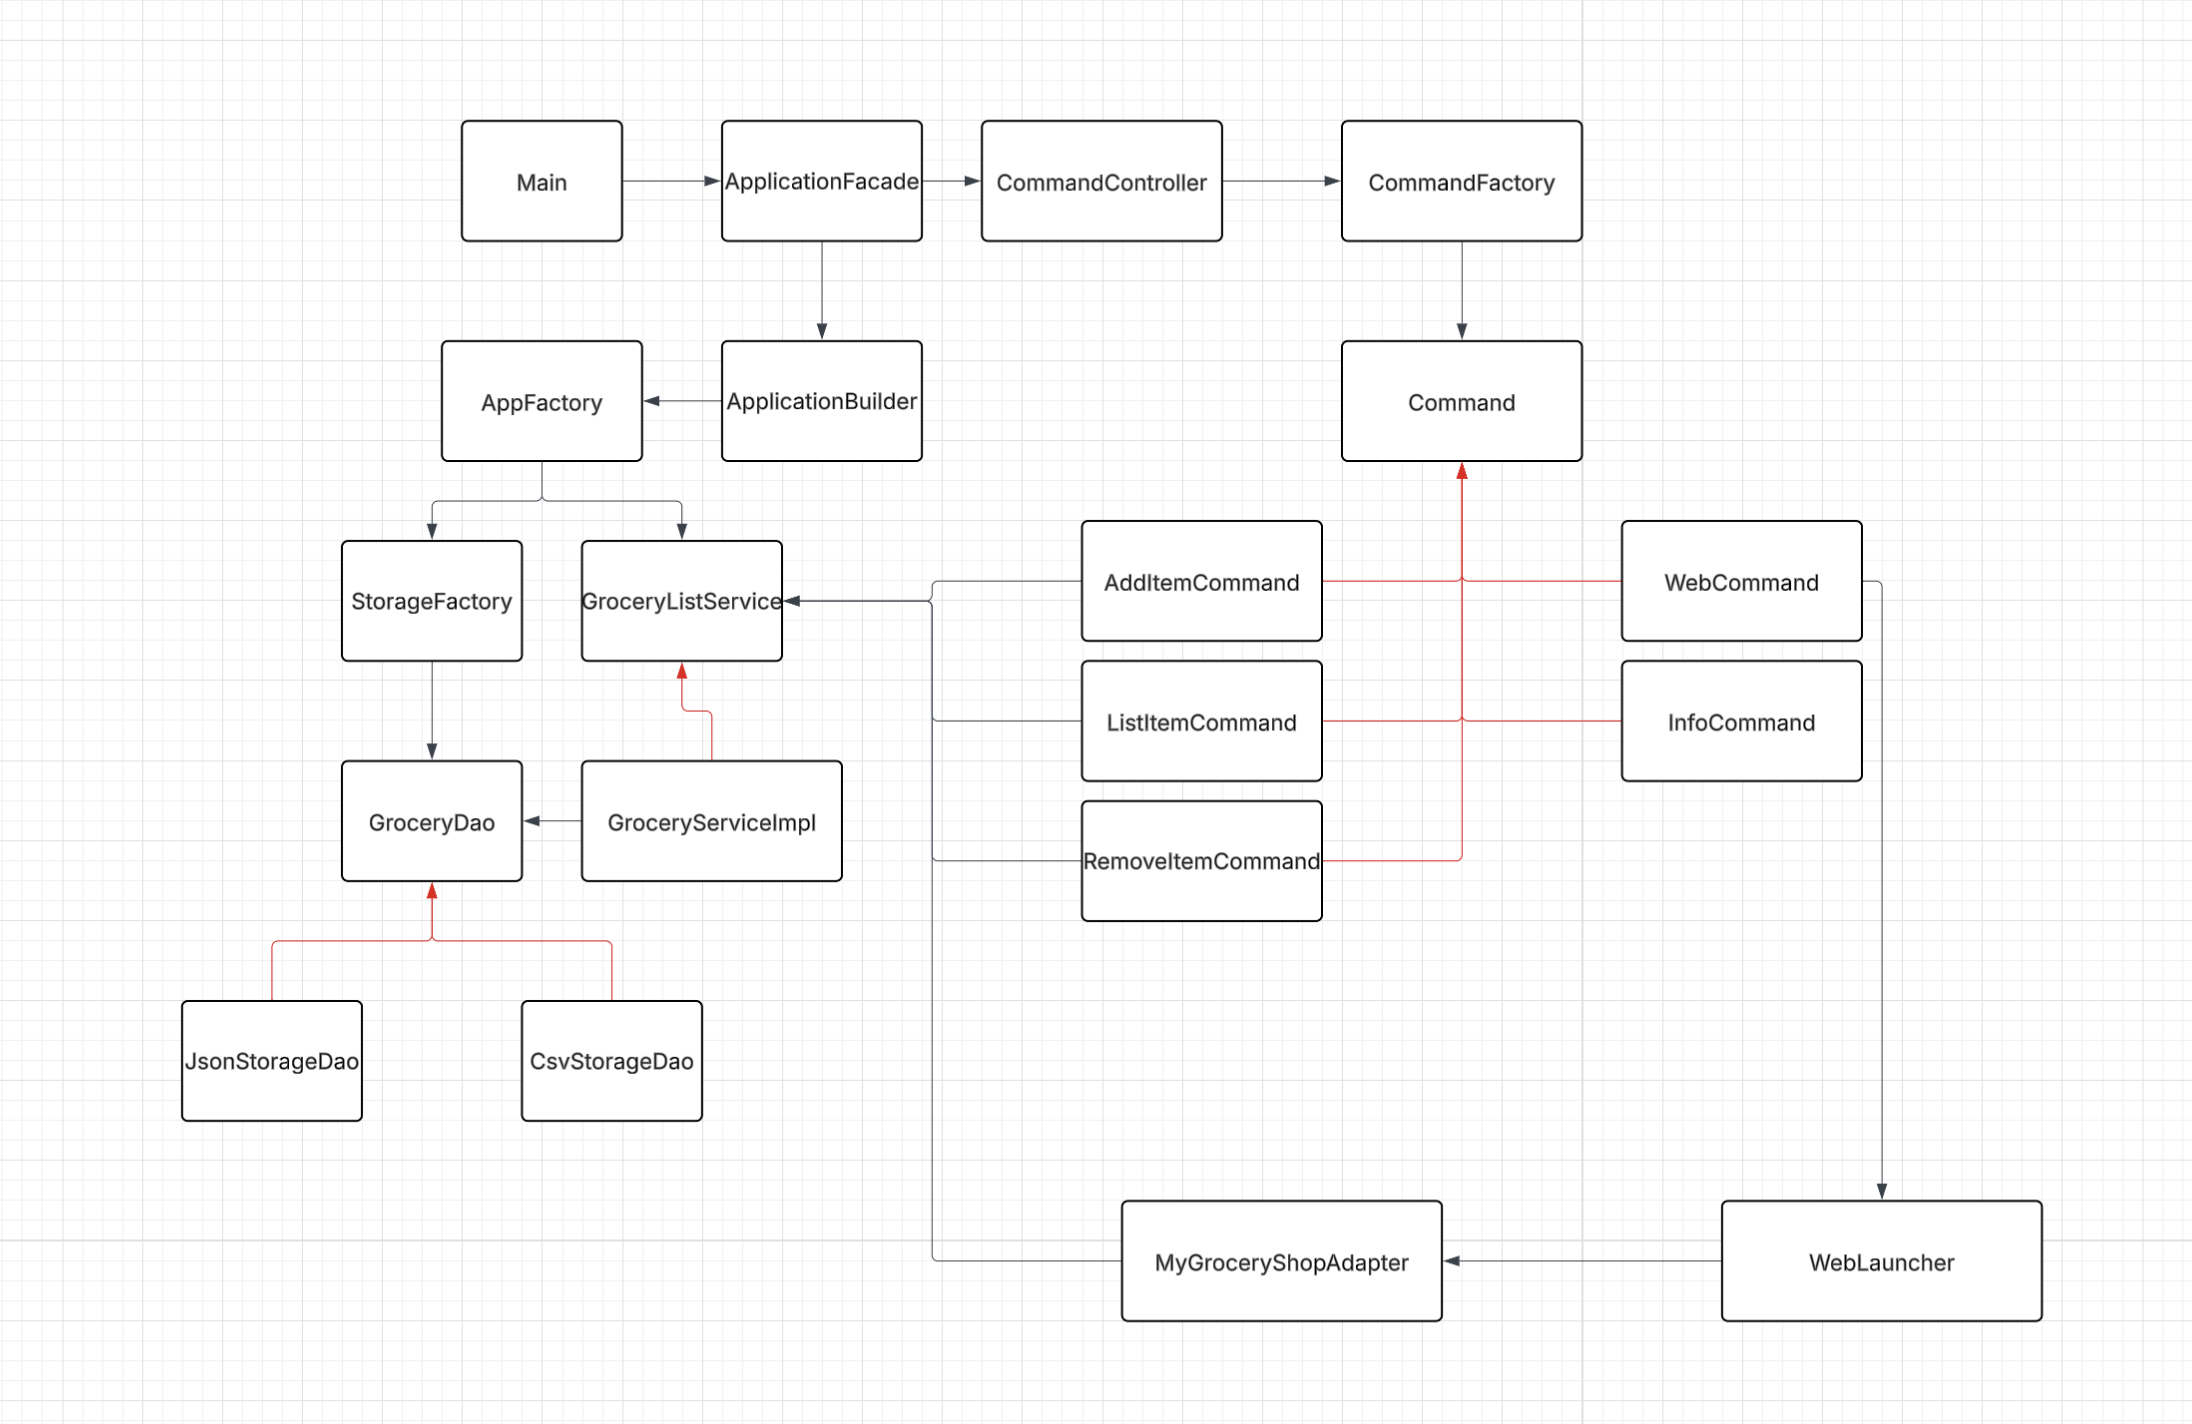 Main
ApplicationFacade
CommandController
CommandFactory
AppFactory
ApplicationBuilder
Command
StorageFactory
GroceryListService
AddItemCommand
WebCommand
ListItemCommand
InfoCommand
GroceryDao
GroceryServiceImpl
RemoveItemCommand
JsonStorageDao
CsvStorageDao
MyGroceryShopAdapter
WebLauncher